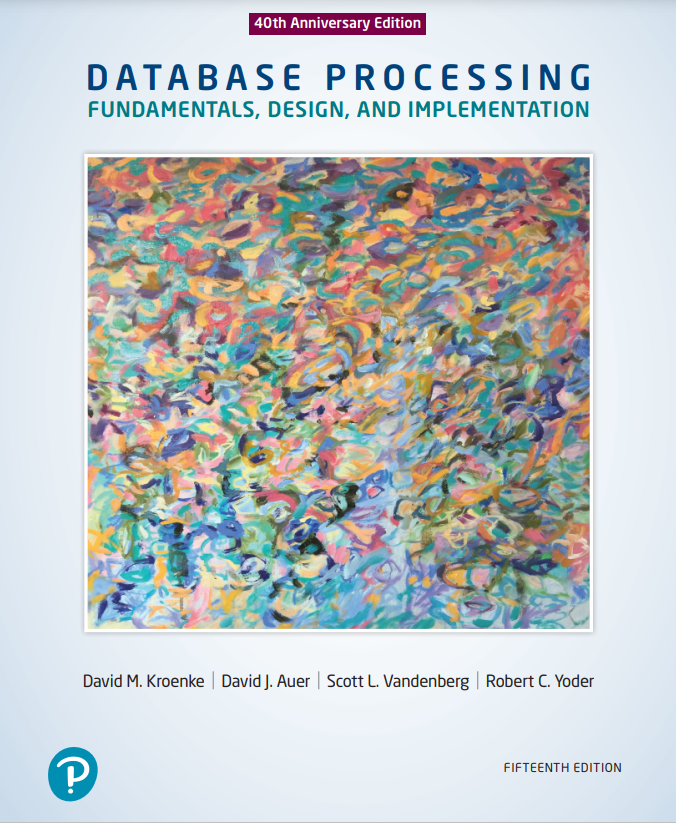 40th Anniversary Edition
DATABASE PROCESSING
FUNDAMENTALS, DESIGN, AND IMPLEMENTATION
David M. Kroenke | David J. Auer | Scott L. Vandenberg | Robert C. Yoder
P
FIFTEENTH EDITION